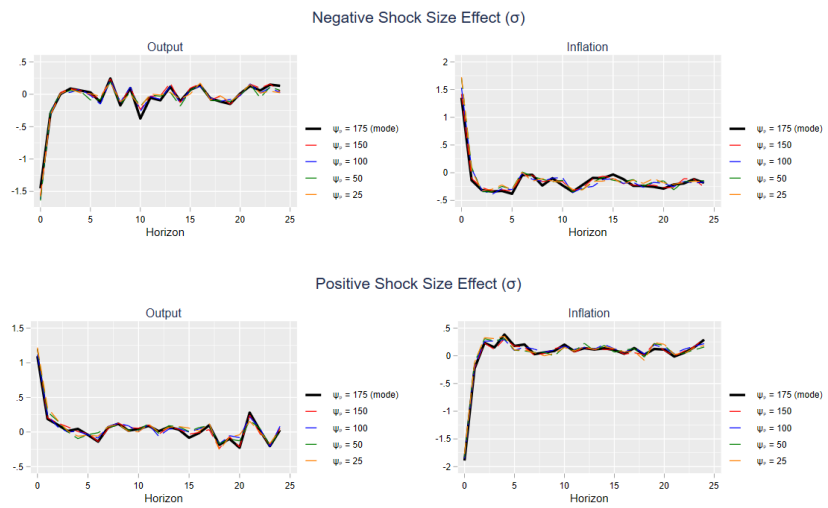 Negative Shock Size Effect (σ)
Output
Inflation
.5
0
-.5
-1
-1.5
0 5 10 15 20 25
Horizon
ψₚ = 175 (mode)
ψₚ = 150
ψₚ = 100
ψₚ = 50
ψₚ = 25
2
1.5
1
.5
0
-.5
0 5 10 15 20 25
Horizon
ψₚ = 175 (mode)
ψₚ = 150
ψₚ = 100
ψₚ = 50
ψₚ = 25
Positive Shock Size Effect (σ)
Output
Inflation
1.5
1
.5
0
-.5
0 5 10 15 20 25
Horizon
ψₚ = 175 (mode)
ψₚ = 150
ψₚ = 100
ψₚ = 50
ψₚ = 25
.5
0
-.5
-1
-1.5
-2
0 5 10 15 20 25
Horizon
ψₚ = 175 (mode)
ψₚ = 150
ψₚ = 100
ψₚ = 50
ψₚ = 25